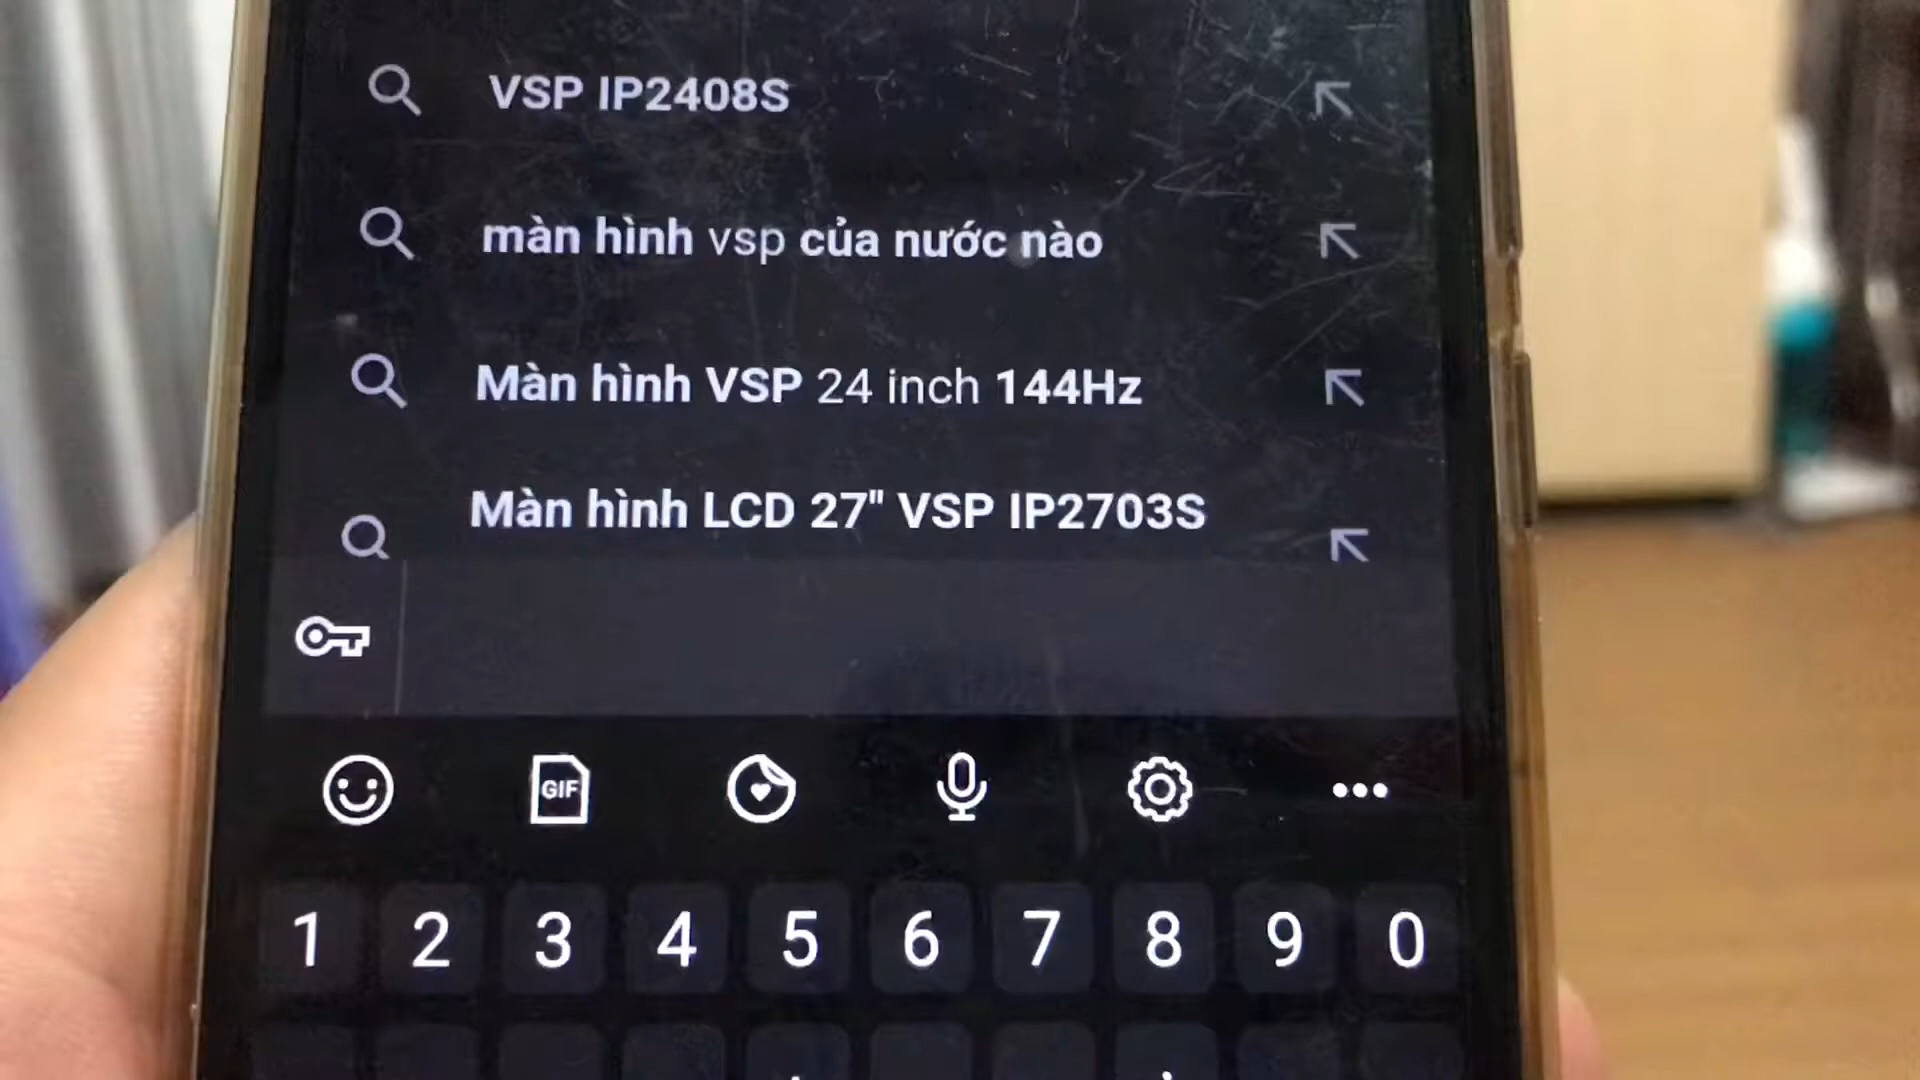 VSP IP2408S
màn hình vsp của nước nào
Màn hình VSP 24 inch 144Hz
Màn hình LCD 27" VSP IP2703S
GIF
1 2 3 4 5 6 7 8 9 0